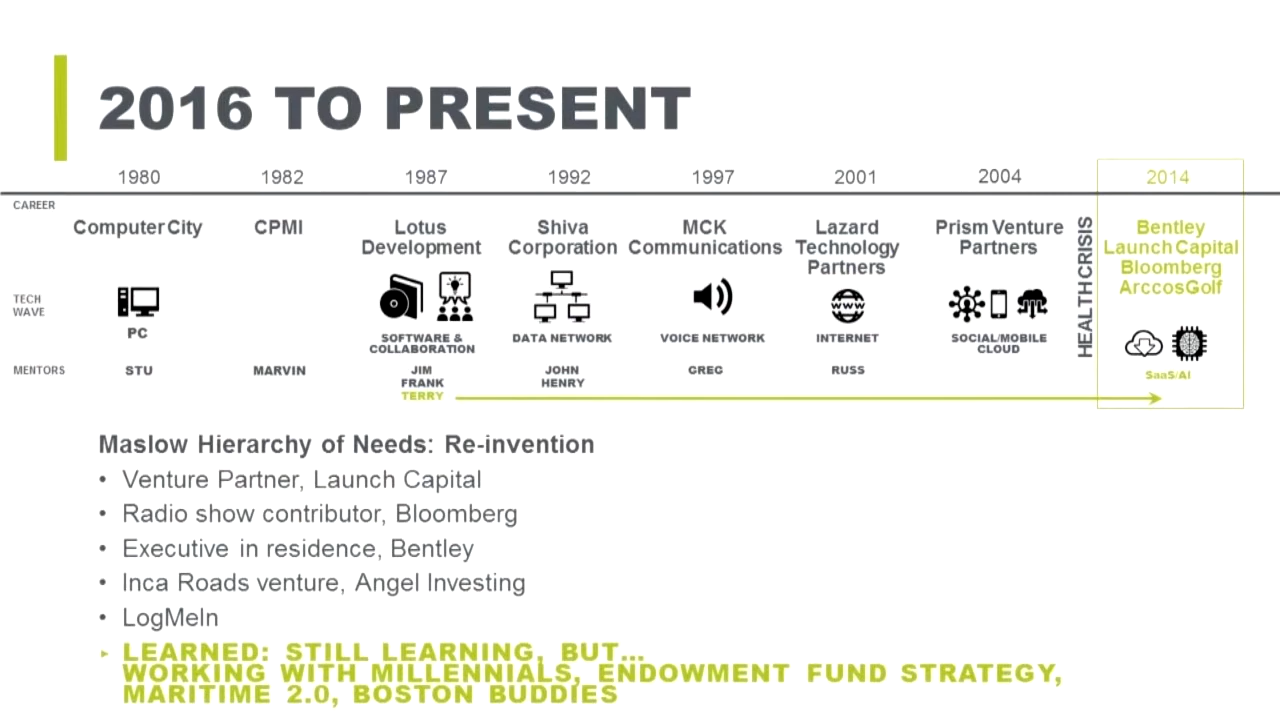 2016 TO PRESENT
1980 1982 1987 1992 1997 2001 2004 2014
CAREER
Computer City
CPMI
Lotus
Development
Shiva
Corporation
MCK
Communications
Lazard
Technology
Partners
Prism Venture
Partners
HEALTH CRISIS
Bentley
Launch Capital
Bloomberg
ArccosGolf
TECH
WAVE
PC
SOFTWARE &
COLLABORATION
DATA NETWORK
VOICE NETWORK
WWW
INTERNET
SOCIAL/MOBILE
CLOUD
SaaS/AI
MENTORS
STU
MARVIN
JIM
FRANK
TERRY
JOHN
HENRY
GREG
RUSS
Maslow Hierarchy of Needs: Re-invention
• Venture Partner, Launch Capital
• Radio show contributor, Bloomberg
• Executive in residence, Bentley
• Inca Roads venture, Angel Investing
• LogMeIn
▸ LEARNED: STILL LEARNING, BUT...
WORKING WITH MILLENNIALS, ENDOWMENT FUND STRATEGY,
MARITIME 2.0, BOSTON BUDDIES